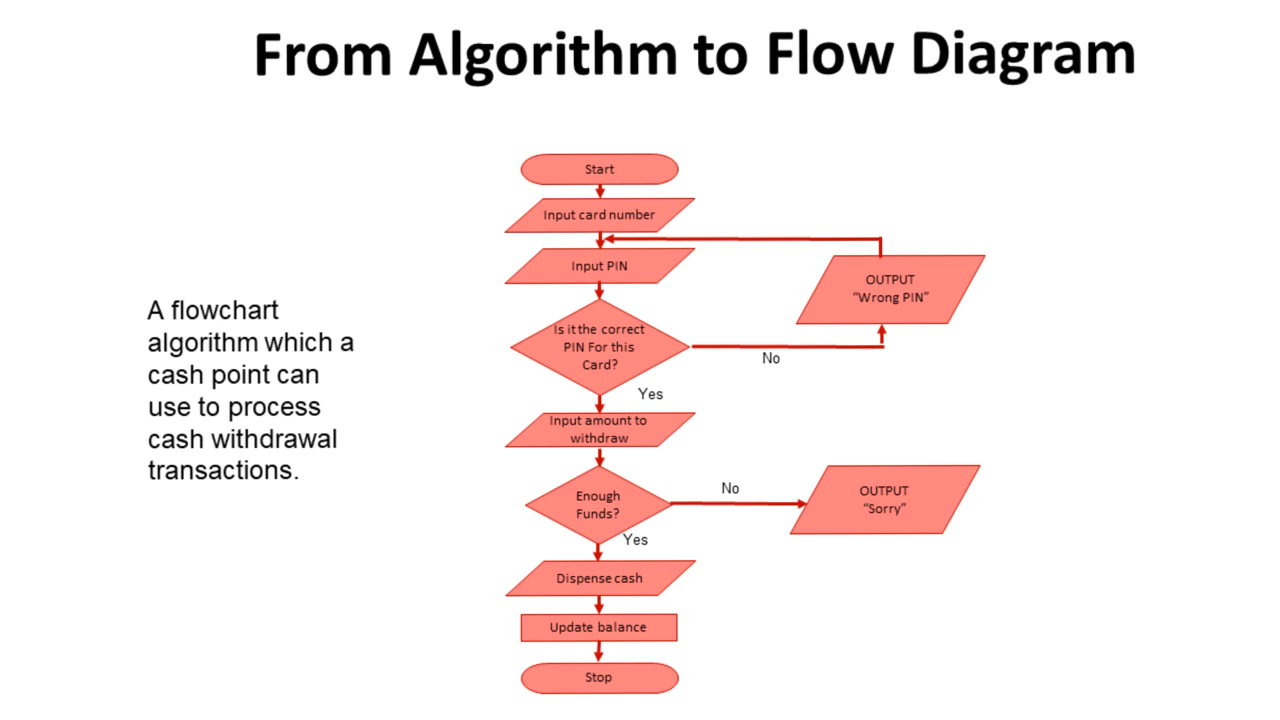 From Algorithm to Flow Diagram
A flowchart
algorithm which a
cash point can
use to process
cash withdrawal
transactions.
Start
Input card number
Input PIN
OUTPUT
“Wrong PIN”
Is it the correct
PIN For this
Card?
No
Yes
Input amount to
withdraw
Enough
Funds?
No
OUTPUT
“Sorry”
Yes
Dispense cash
Update balance
Stop